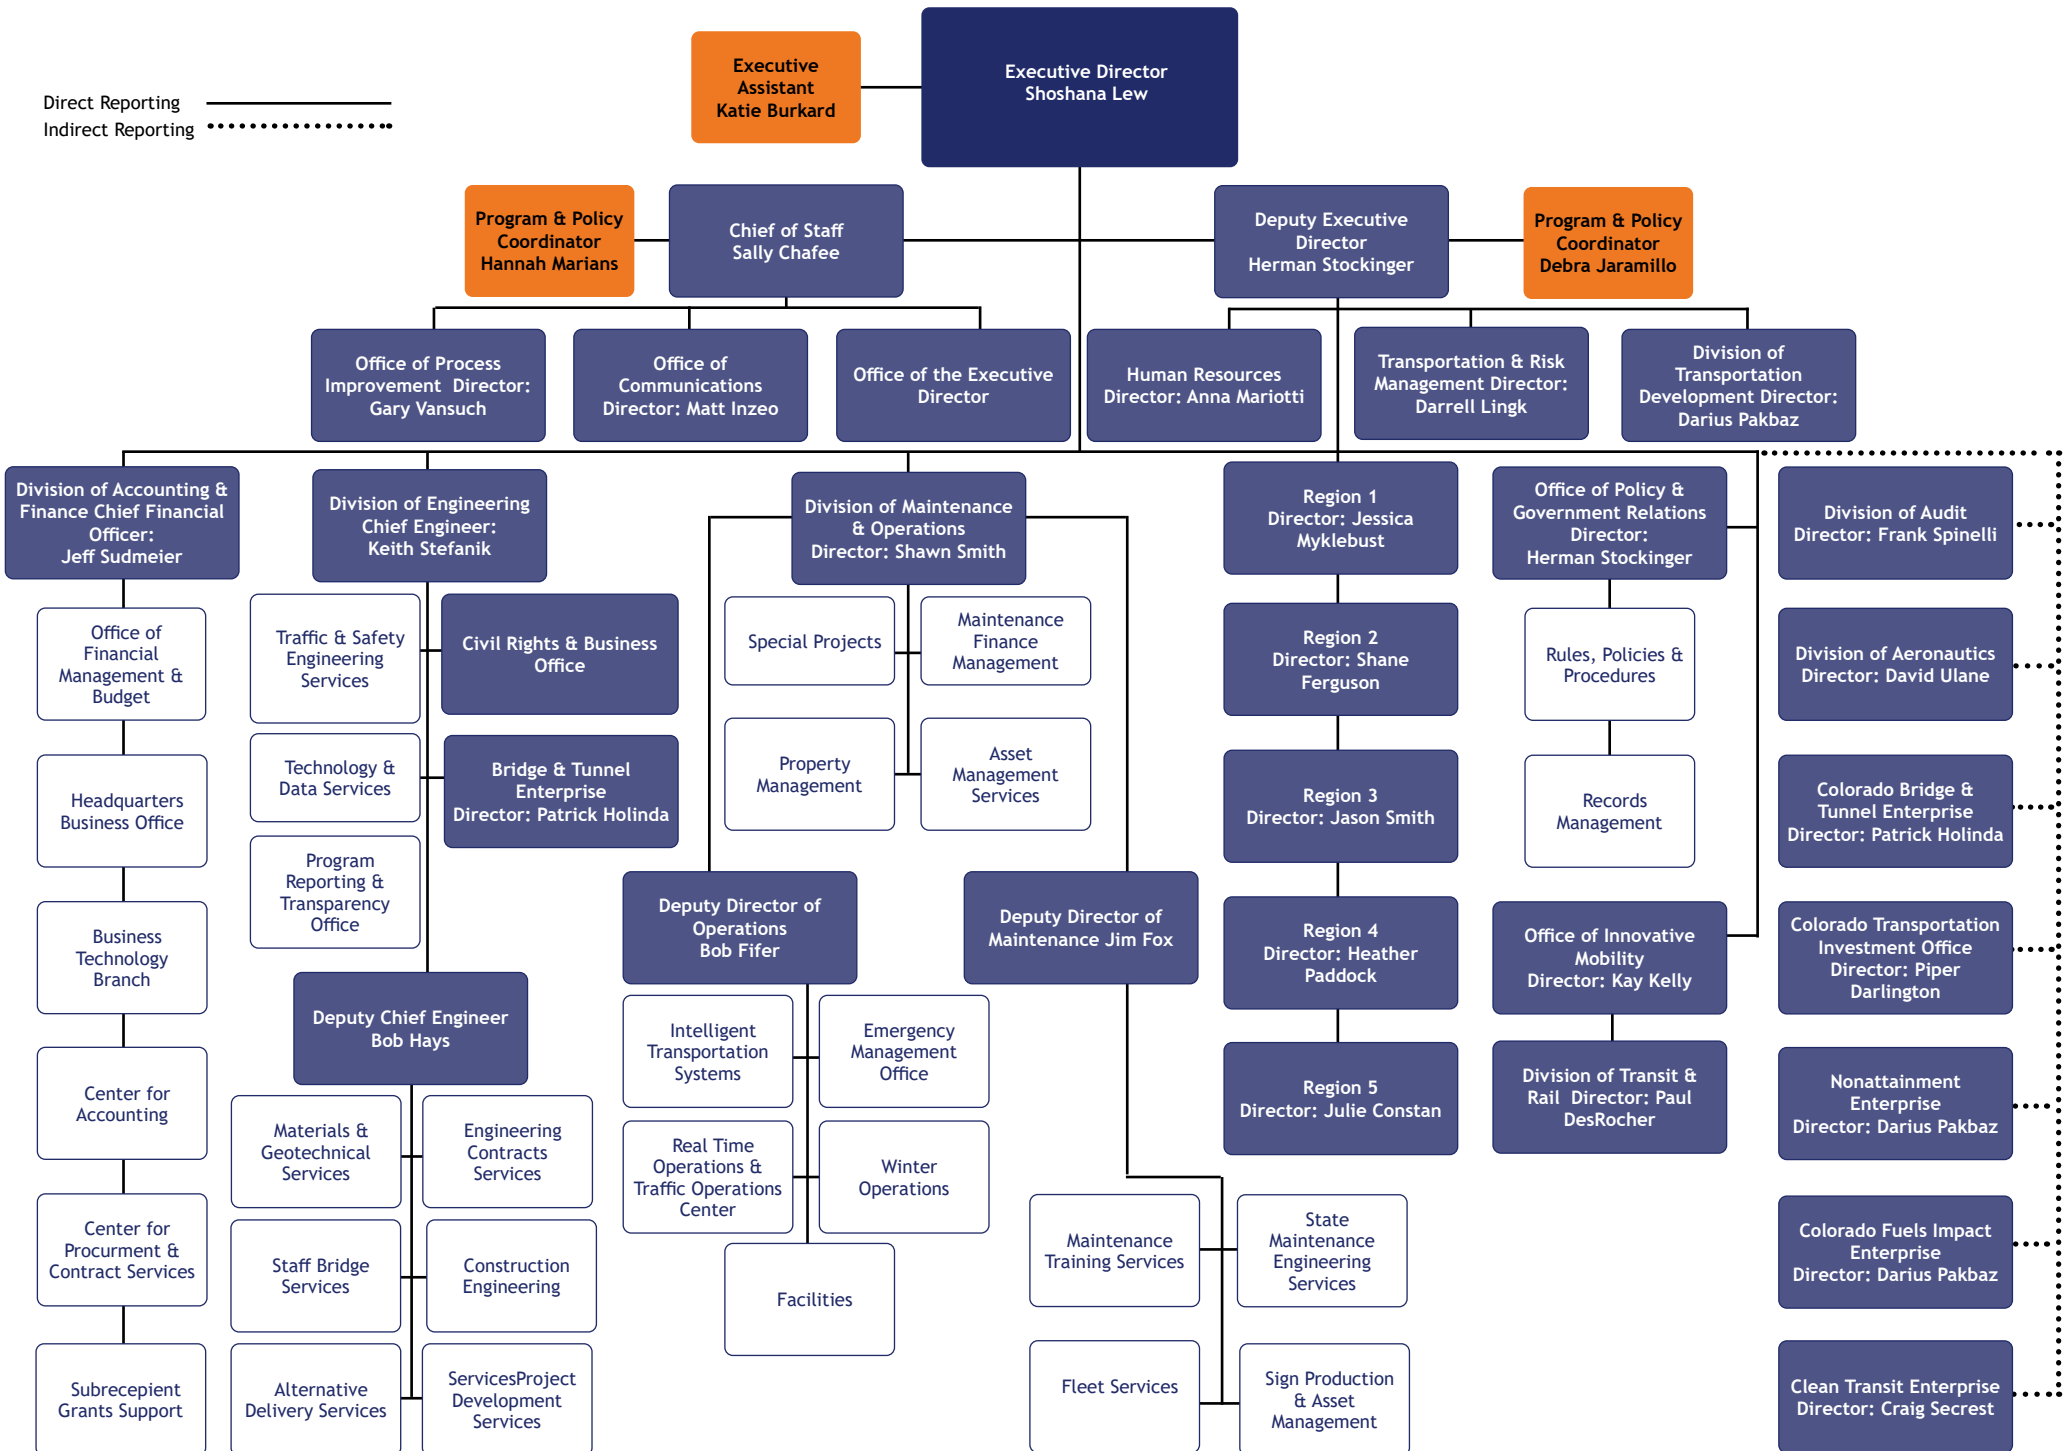 Executive
Assistant
Katie Burkard
Executive Director
Shoshana Lew
Direct Reporting
Indirect Reporting
Program & Policy
Coordinator
Hannah Marians
Chief of Staff
Sally Chafee
Deputy Executive
Director
Herman Stockinger
Program & Policy
Coordinator
Debra Jaramillo
Office of Process
Improvement Director:
Gary Vansuch
Office of
Communications
Director: Matt Inzeo
Office of the Executive
Director
Human Resources
Director: Anna Mariotti
Transportation & Risk
Management Director:
Darrell Lingk
Division of
Transportation
Development Director:
Darius Pakbaz
Division of Accounting &
Finance Chief Financial
Officer:
Jeff Sudmeier
Office of
Financial
Management &
Budget
Headquarters
Business Office
Business
Technology
Branch
Center for
Accounting
Center for
Procurment &
Contract Services
Subrecepient
Grants Support
Division of Engineering
Chief Engineer:
Keith Stefanik
Traffic & Safety
Engineering
Services
Civil Rights & Business
Office
Technology &
Data Services
Bridge & Tunnel
Enterprise
Director: Patrick Holinda
Program
Reporting &
Transparency
Office
Deputy Chief Engineer
Bob Hays
Materials &
Geotechnical
Services
Engineering
Contracts
Services
Staff Bridge
Services
Construction
Engineering
Alternative
Delivery Services
ServicesProject
Development
Services
Division of Maintenance
& Operations
Director: Shawn Smith
Special Projects
Maintenance
Finance
Management
Property
Management
Asset
Management
Services
Deputy Director of
Operations
Bob Fifer
Intelligent
Transportation
Systems
Emergency
Management
Office
Real Time
Operations &
Traffic Operations
Center
Winter
Operations
Facilities
Deputy Director of
Maintenance Jim Fox
Maintenance
Training Services
State
Maintenance
Engineering
Services
Fleet Services
Sign Production
& Asset
Management
Region 1
Director: Jessica
Myklebust
Region 2
Director: Shane
Ferguson
Region 3
Director: Jason Smith
Region 4
Director: Heather
Paddock
Region 5
Director: Julie Constan
Office of Policy &
Government Relations
Director:
Herman Stockinger
Rules, Policies &
Procedures
Records
Management
Office of Innovative
Mobility
Director: Kay Kelly
Division of Transit &
Rail Director: Paul
DesRocher
Division of Audit
Director: Frank Spinelli
Division of Aeronautics
Director: David Ulane
Colorado Bridge &
Tunnel Enterprise
Director: Patrick Holinda
Colorado Transportation
Investment Office
Director: Piper
Darlington
Nonattainment
Enterprise
Director: Darius Pakbaz
Colorado Fuels Impact
Enterprise
Director: Darius Pakbaz
Clean Transit Enterprise
Director: Craig Secrest